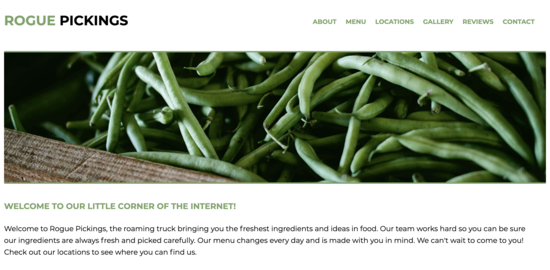 ROGUE PICKINGS
ABOUT MENU LOCATIONS GALLERY REVIEWS CONTACT
WELCOME TO OUR LITTLE CORNER OF THE INTERNET!
Welcome to Rogue Pickings, the roaming truck bringing you the freshest ingredients and ideas in food. Our team works hard so you can be sure
our ingredients are always fresh and picked carefully. Our menu changes every day and is made with you in mind. We can't wait to come to you!
Check out our locations to see where you can find us.